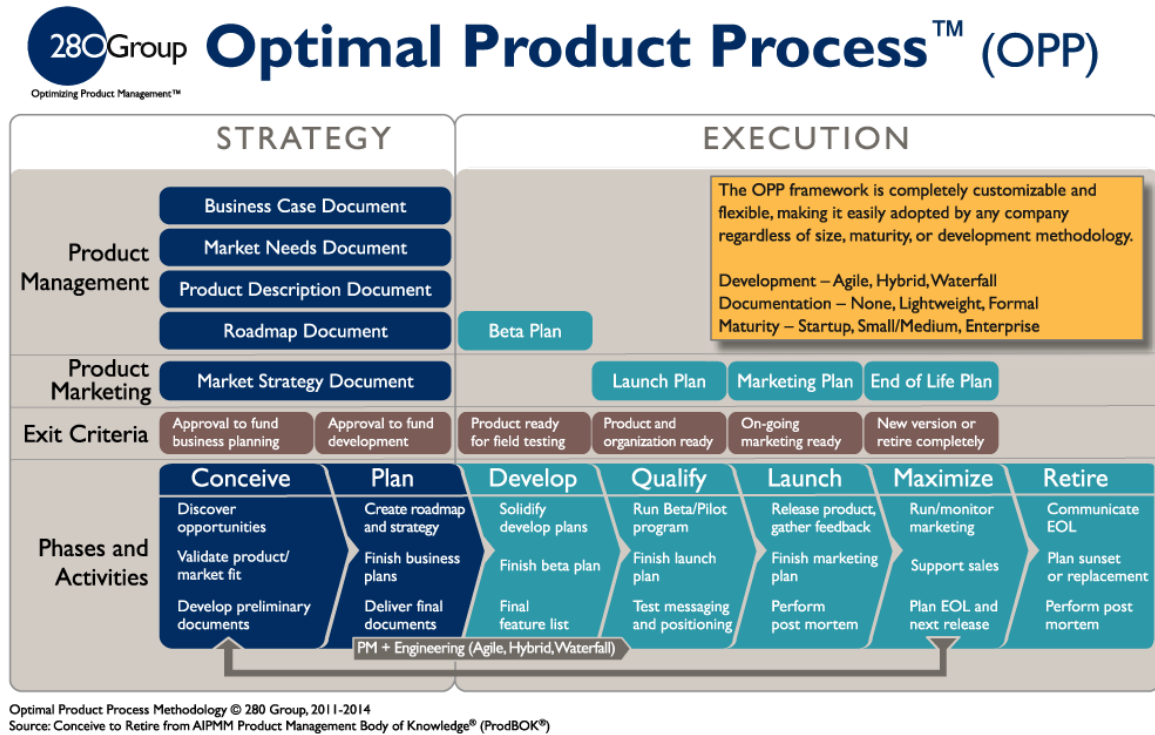 280Group
Optimizing Product Management™
Optimal Product Process™ (OPP)
STRATEGY
EXECUTION
Product
Management
Business Case Document
Market Needs Document
Product Description Document
Roadmap Document
Beta Plan
The OPP framework is completely customizable and
flexible, making it easily adopted by any company
regardless of size, maturity, or development methodology.
Development – Agile, Hybrid, Waterfall
Documentation – None, Lightweight, Formal
Maturity – Startup, Small/Medium, Enterprise
Product
Marketing
Market Strategy Document
Launch Plan
Marketing Plan
End of Life Plan
Exit Criteria
Approval to fund
business planning
Approval to fund
development
Product ready
for field testing
Product and
organization ready
On-going
marketing ready
New version or
retire completely
Phases and
Activities
Conceive
Discover
opportunities
Validate product/
market fit
Develop preliminary
documents
Plan
Create roadmap
and strategy
Finish business
plans
Deliver final
documents
Develop
Solidify
develop plans
Finish beta plan
Final
feature list
Qualify
Run Beta/Pilot
program
Finish launch
plan
Test messaging
and positioning
Launch
Release product,
gather feedback
Finish marketing
plan
Perform
post mortem
Maximize
Run/monitor
marketing
Support sales
Plan EOL and
next release
Retire
Communicate
EOL
Plan sunset
or replacement
Perform post
mortem
PM + Engineering (Agile, Hybrid, Waterfall)
Optimal Product Process Methodology © 280 Group, 2011-2014
Source: Conceive to Retire from AIPMM Product Management Body of Knowledge® (ProdBOK®)